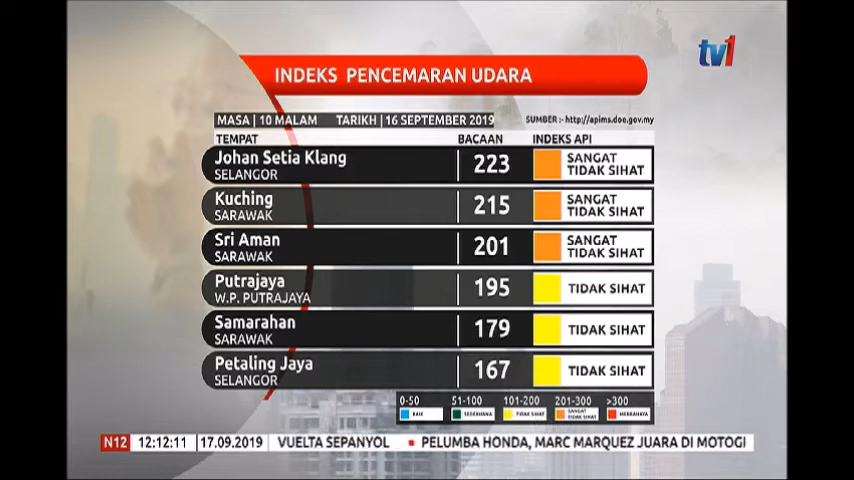 tv1
INDEKS PENCEMARAN UDARA
MASA | 10 MALAM TARIKH | 16 SEPTEMBER 2019 SUMBER :- http://apims.doe.gov.my
TEMPAT BACAAN INDEKS API
Johan Setia Klang
SELANGOR
223
SANGAT
TIDAK SIHAT
Kuching
SARAWAK
215
SANGAT
TIDAK SIHAT
Sri Aman
SARAWAK
201
SANGAT
TIDAK SIHAT
Putrajaya
W.P. PUTRAJAYA
195
TIDAK SIHAT
Samarahan
SARAWAK
179
TIDAK SIHAT
Petaling Jaya
SELANGOR
167
TIDAK SIHAT
0-50 51-100 101-200 201-300 >300
BAIK SEDERHANA TIDAK SIHAT SANGAT TIDAK SIHAT MERBAHAYA
N12 12:12:11 17.09.2019 VUELTA SEPANYOL PELUMBA HONDA, MARC MARQUEZ JUARA DI MOTOGI